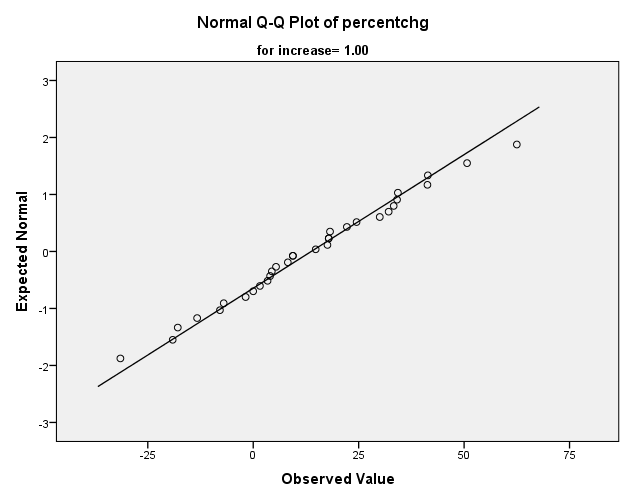 Normal Q-Q Plot of percentchg
for increase= 1.00
3
2
1
0
-1
-2
-3
Expected Normal
-25 0 25 50 75
Observed Value